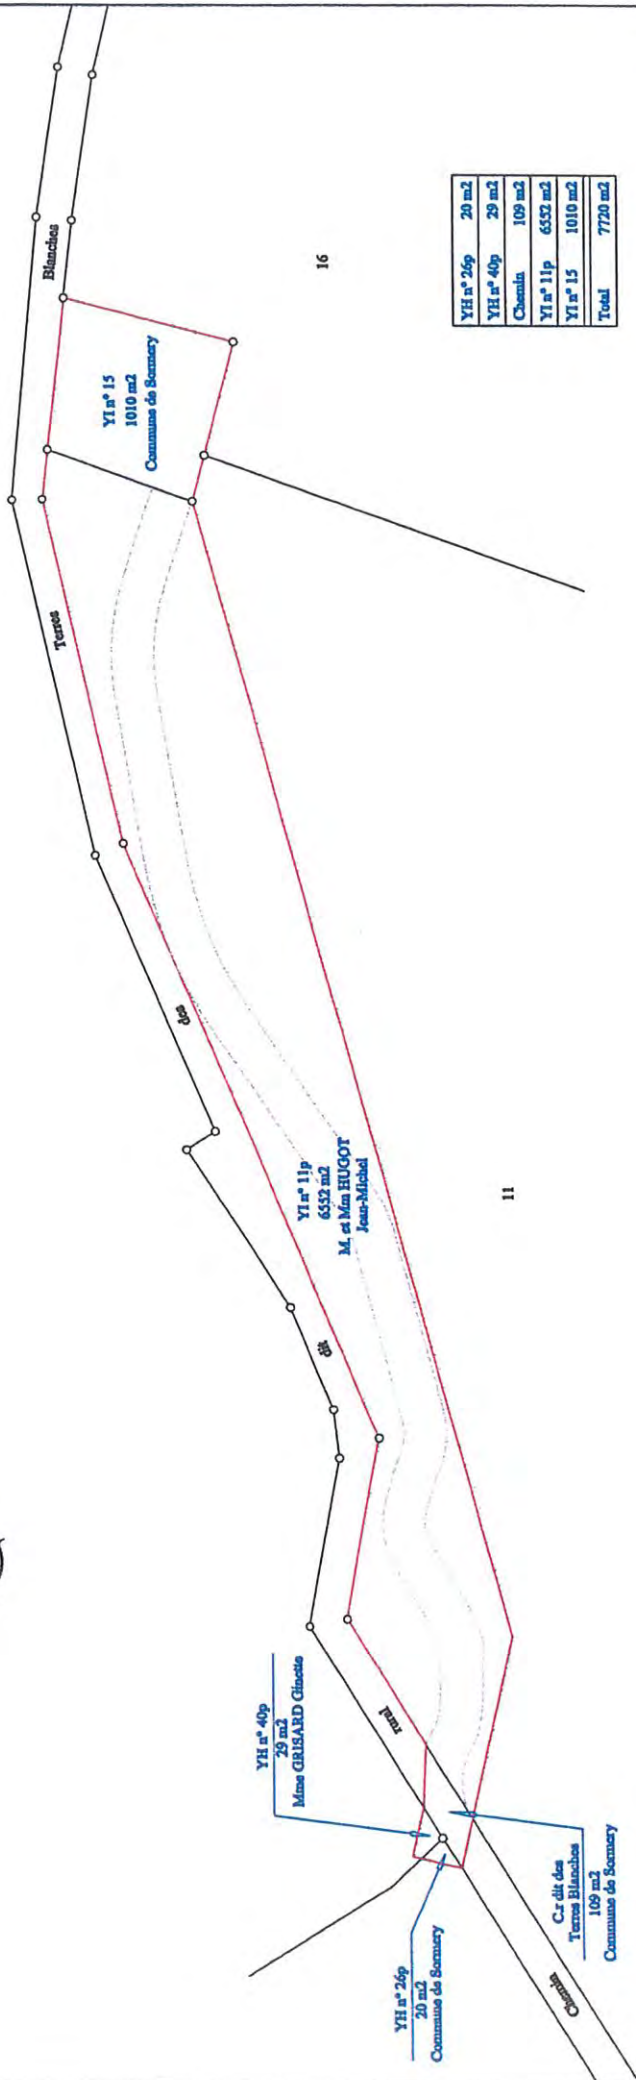 Blanches
YI n° 15
1010 m2
Commune de Sormery
16
YH n° 26p 20 m2
YH n° 40p 29 m2
Chemin 109 m2
YI n° 11p 6552 m2
YI n° 15 1010 m2
Total 7720 m2
Terres
des
YI n° 11p
6552 m2
M. et Mm HUGOT
Jean-Michel
11
dit
YH n° 40p
29 m2
Mme GRISARD Ginette
rural
YH n° 26p
20 m2
Commune de Sormery
C.r dit des
Terres Blanches
109 m2
Commune de Sormery
Chemin